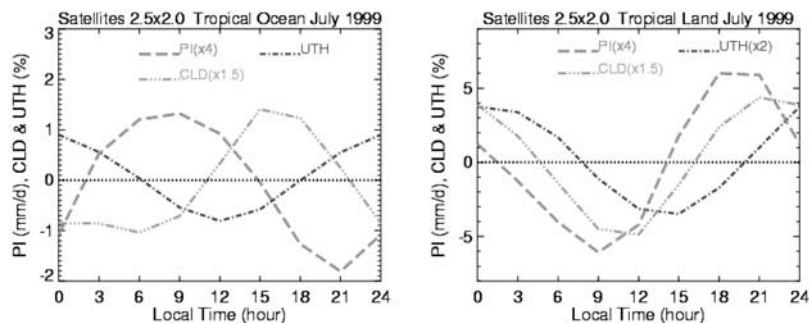 Satellites 2.5x2.0 Tropical Ocean July 1999
PI(x4)
UTH
CLD(x1.5)
PI (mm/d), CLD & UTH (%)
3
2
1
0
-1
-2
0 3 6 9 12 15 18 21 24
Local Time (hour)
Satellites 2.5x2.0 Tropical Land July 1999
PI(x4)
UTH(x2)
CLD(x1.5)
PI (mm/d), CLD & UTH (%)
5
0
-5
0 3 6 9 12 15 18 21 24
Local Time (hour)